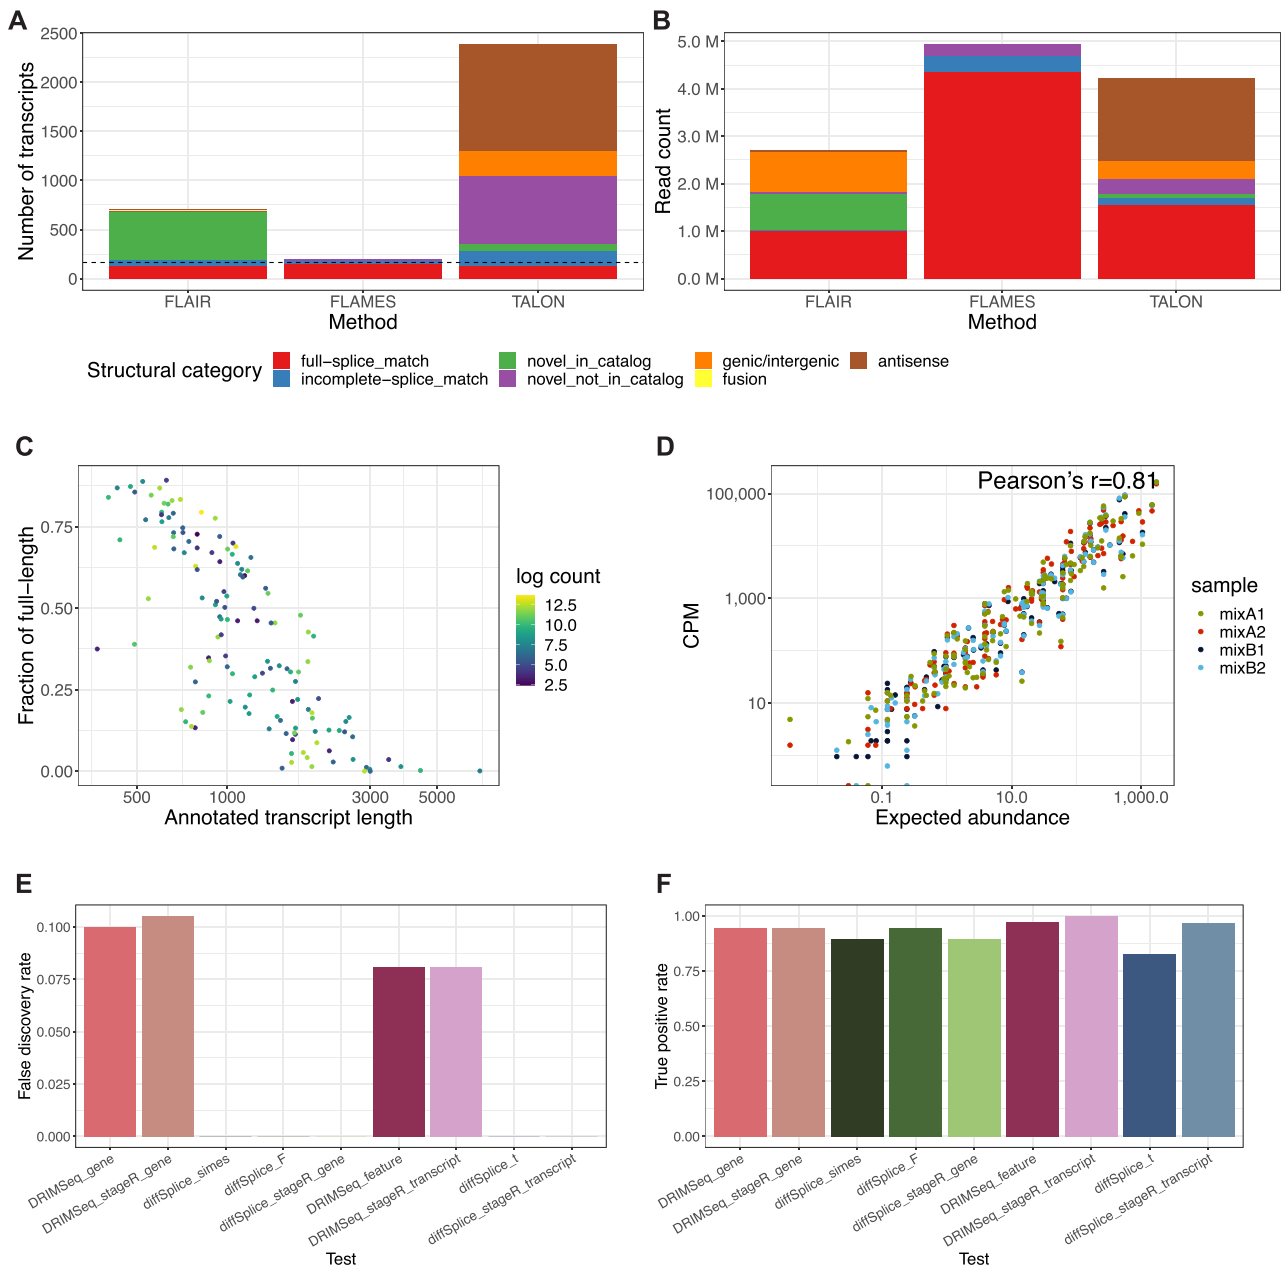 A
Number of transcripts
2500
2000
1500
1000
500
0
FLAIR
FLAMES
TALON
Method
B
Read count
5.0 M
4.0 M
3.0 M
2.0 M
1.0 M
0.0 M
FLAIR
FLAMES
TALON
Method
Structural category
full-splice_match
novel_in_catalog
genic/intergenic
antisense
incomplete-splice_match
novel_not_in_catalog
fusion
C
Fraction of full-length
0.75
0.50
0.25
0.00
500
1000
3000
5000
Annotated transcript length
log count
12.5
10.0
7.5
5.0
2.5
D
Pearson's r=0.81
CPM
100,000
1,000
10
0.1
10.0
1,000.0
Expected abundance
sample
mixA1
mixA2
mixB1
mixB2
E
False discovery rate
0.100
0.075
0.050
0.025
0.000
DRIMSeq_gene
DRIMSeq_stageR_gene
diffSplice_simes
diffSplice_F
diffSplice_stageR_gene
DRIMSeq_feature
DRIMSeq_stageR_transcript
diffSplice_t
diffSplice_stageR_transcript
Test
F
True positive rate
1.00
0.75
0.50
0.25
0.00
DRIMSeq_gene
DRIMSeq_stageR_gene
diffSplice_simes
diffSplice_F
diffSplice_stageR_gene
DRIMSeq_feature
DRIMSeq_stageR_transcript
diffSplice_t
diffSplice_stageR_transcript
Test